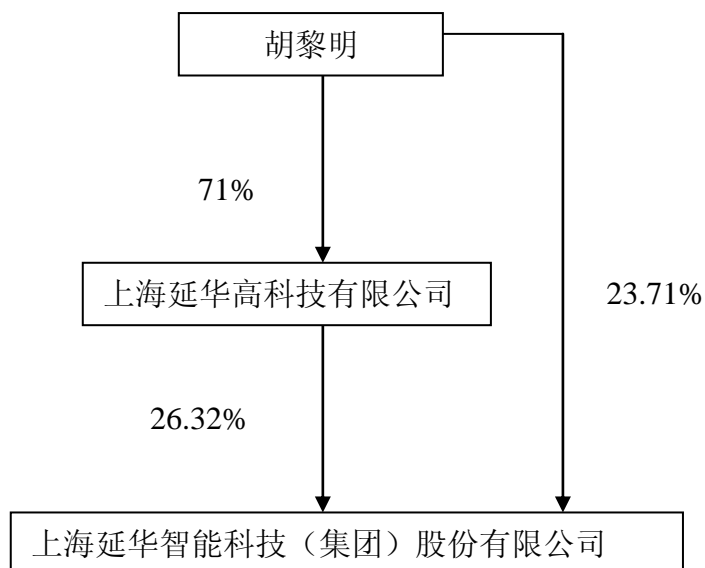 胡黎明
71%
上海延华高科技有限公司
23.71%
26.32%
上海延华智能科技（集团）股份有限公司